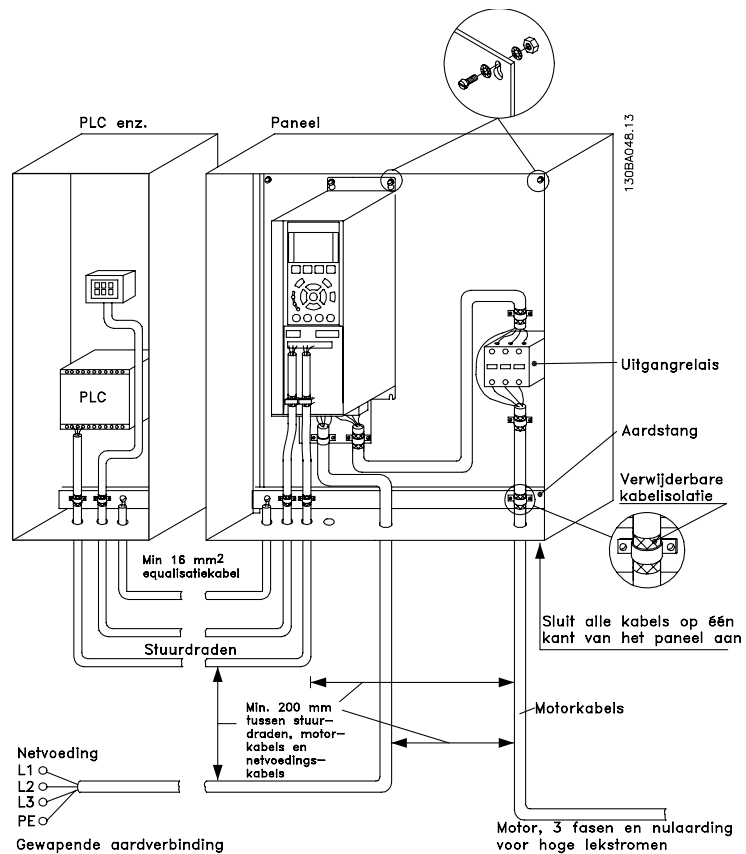 PLC enz.
Paneel
130BA048.13
PLC
Uitgangrelais
Aardstang
Verwijderbare
kabelisolatie
Min 16 mm2
equalisatiekabel
Sluit alle kabels op één
kant van het paneel aan
Stuurdraden
Min. 200 mm
tussen stuur-
draden, motor-
kabels en
netvoedings-
kabels
Motorkabels
Netvoeding
L1
L2
L3
PE
Gewapende aardverbinding
Motor, 3 fasen en nulaarding
voor hoge lekstromen